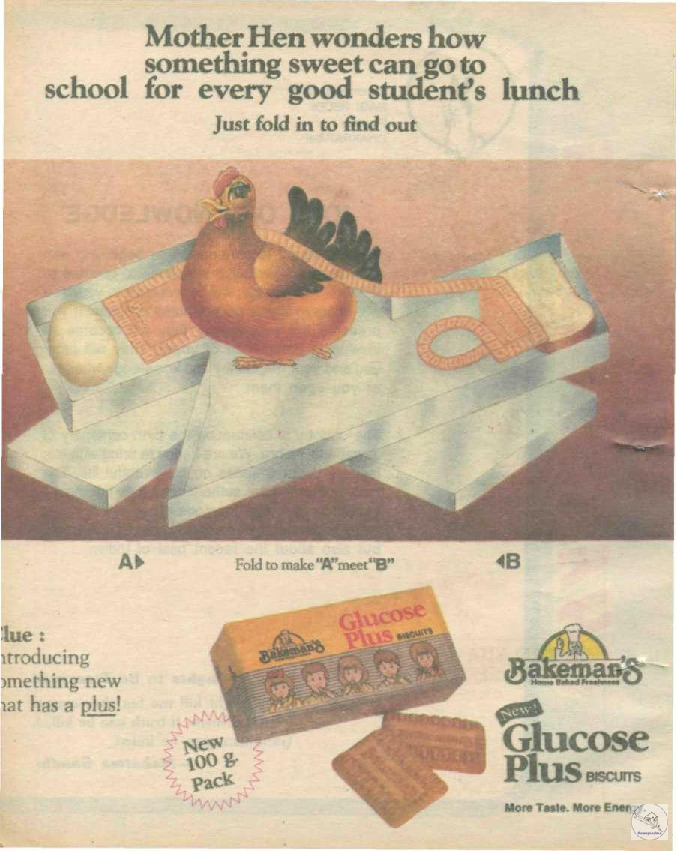 Mother Hen wonders how
something sweet can go to
school for every good student's lunch
Just fold in to find out
A Fold to make "A" meet "B" B
lue :
ntroducing
omething new
hat has a plus!
Bakeman's
Glucose
Plus BISCUITS
New
100 g.
Pack
Bakeman's
Home Baked Freshness
New!
Glucose
Plus BISCUITS
More Taste. More Ener